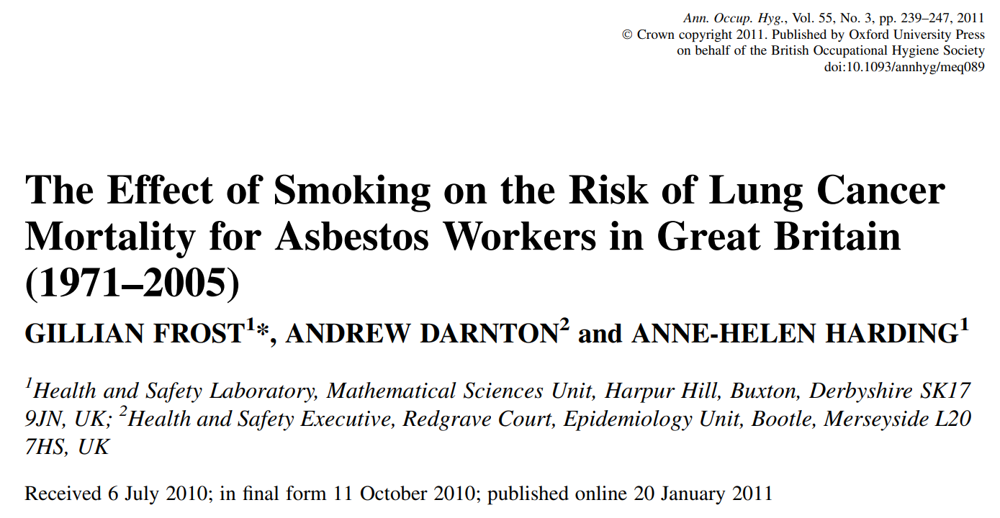 Ann. Occup. Hyg., Vol. 55, No. 3, pp. 239–247, 2011
© Crown copyright 2011. Published by Oxford University Press
on behalf of the British Occupational Hygiene Society
doi:10.1093/annhyg/meq089
The Effect of Smoking on the Risk of Lung Cancer
Mortality for Asbestos Workers in Great Britain
(1971–2005)
GILLIAN FROST1*, ANDREW DARNTON2 and ANNE-HELEN HARDING1
1Health and Safety Laboratory, Mathematical Sciences Unit, Harpur Hill, Buxton, Derbyshire SK17
9JN, UK; 2Health and Safety Executive, Redgrave Court, Epidemiology Unit, Bootle, Merseyside L20
7HS, UK
Received 6 July 2010; in final form 11 October 2010; published online 20 January 2011